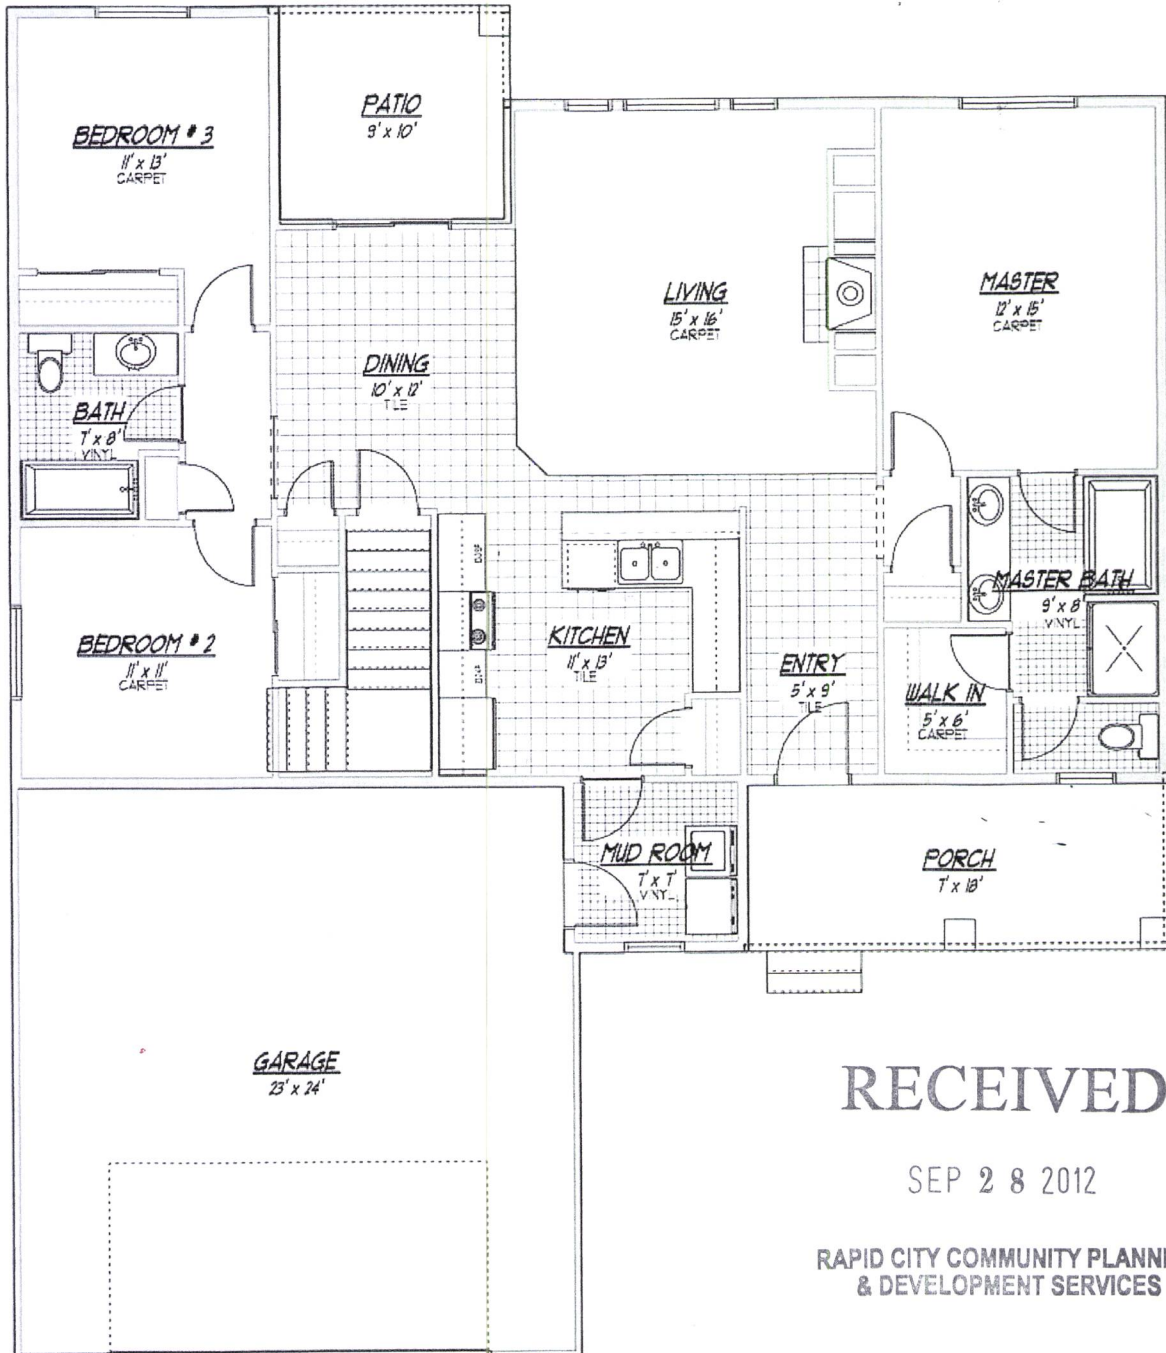 PATIO
9' x 10'
BEDROOM # 3
11' x 13'
CARPET
LIVING
15' x 16'
CARPET
MASTER
12' x 15'
CARPET
DINING
10' x 12'
TILE
BATH
7' x 8'
VINYL
MASTER BATH
9' x 8'
VINYL
BEDROOM # 2
11' x 11'
CARPET
KITCHEN
11' x 13'
TILE
ENTRY
5' x 9'
TILE
WALK IN
5' x 6'
CARPET
MUD ROOM
7' x 7'
VINYL
PORCH
7' x 18'
GARAGE
23' x 24'
RECEIVED
SEP 28 2012
RAPID CITY COMMUNITY PLANNI
& DEVELOPMENT SERVICES